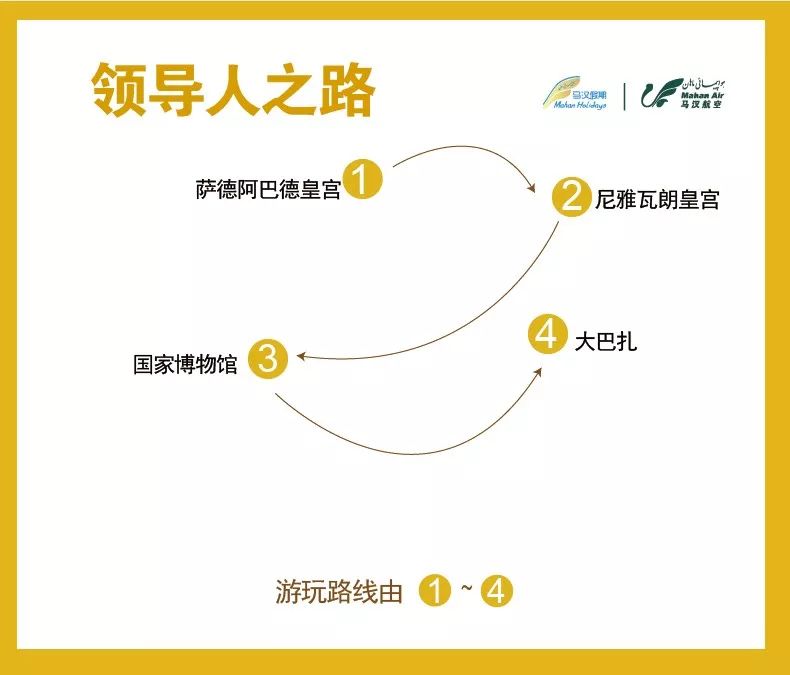 领导人之路
马汉假期
Mahan Holidays
هواپیمائی ماهان
Mahan Air
马汉航空
萨德阿巴德皇宫 1
2 尼雅瓦朗皇宫
4 大巴扎
国家博物馆 3
游玩路线由 1 ~ 4